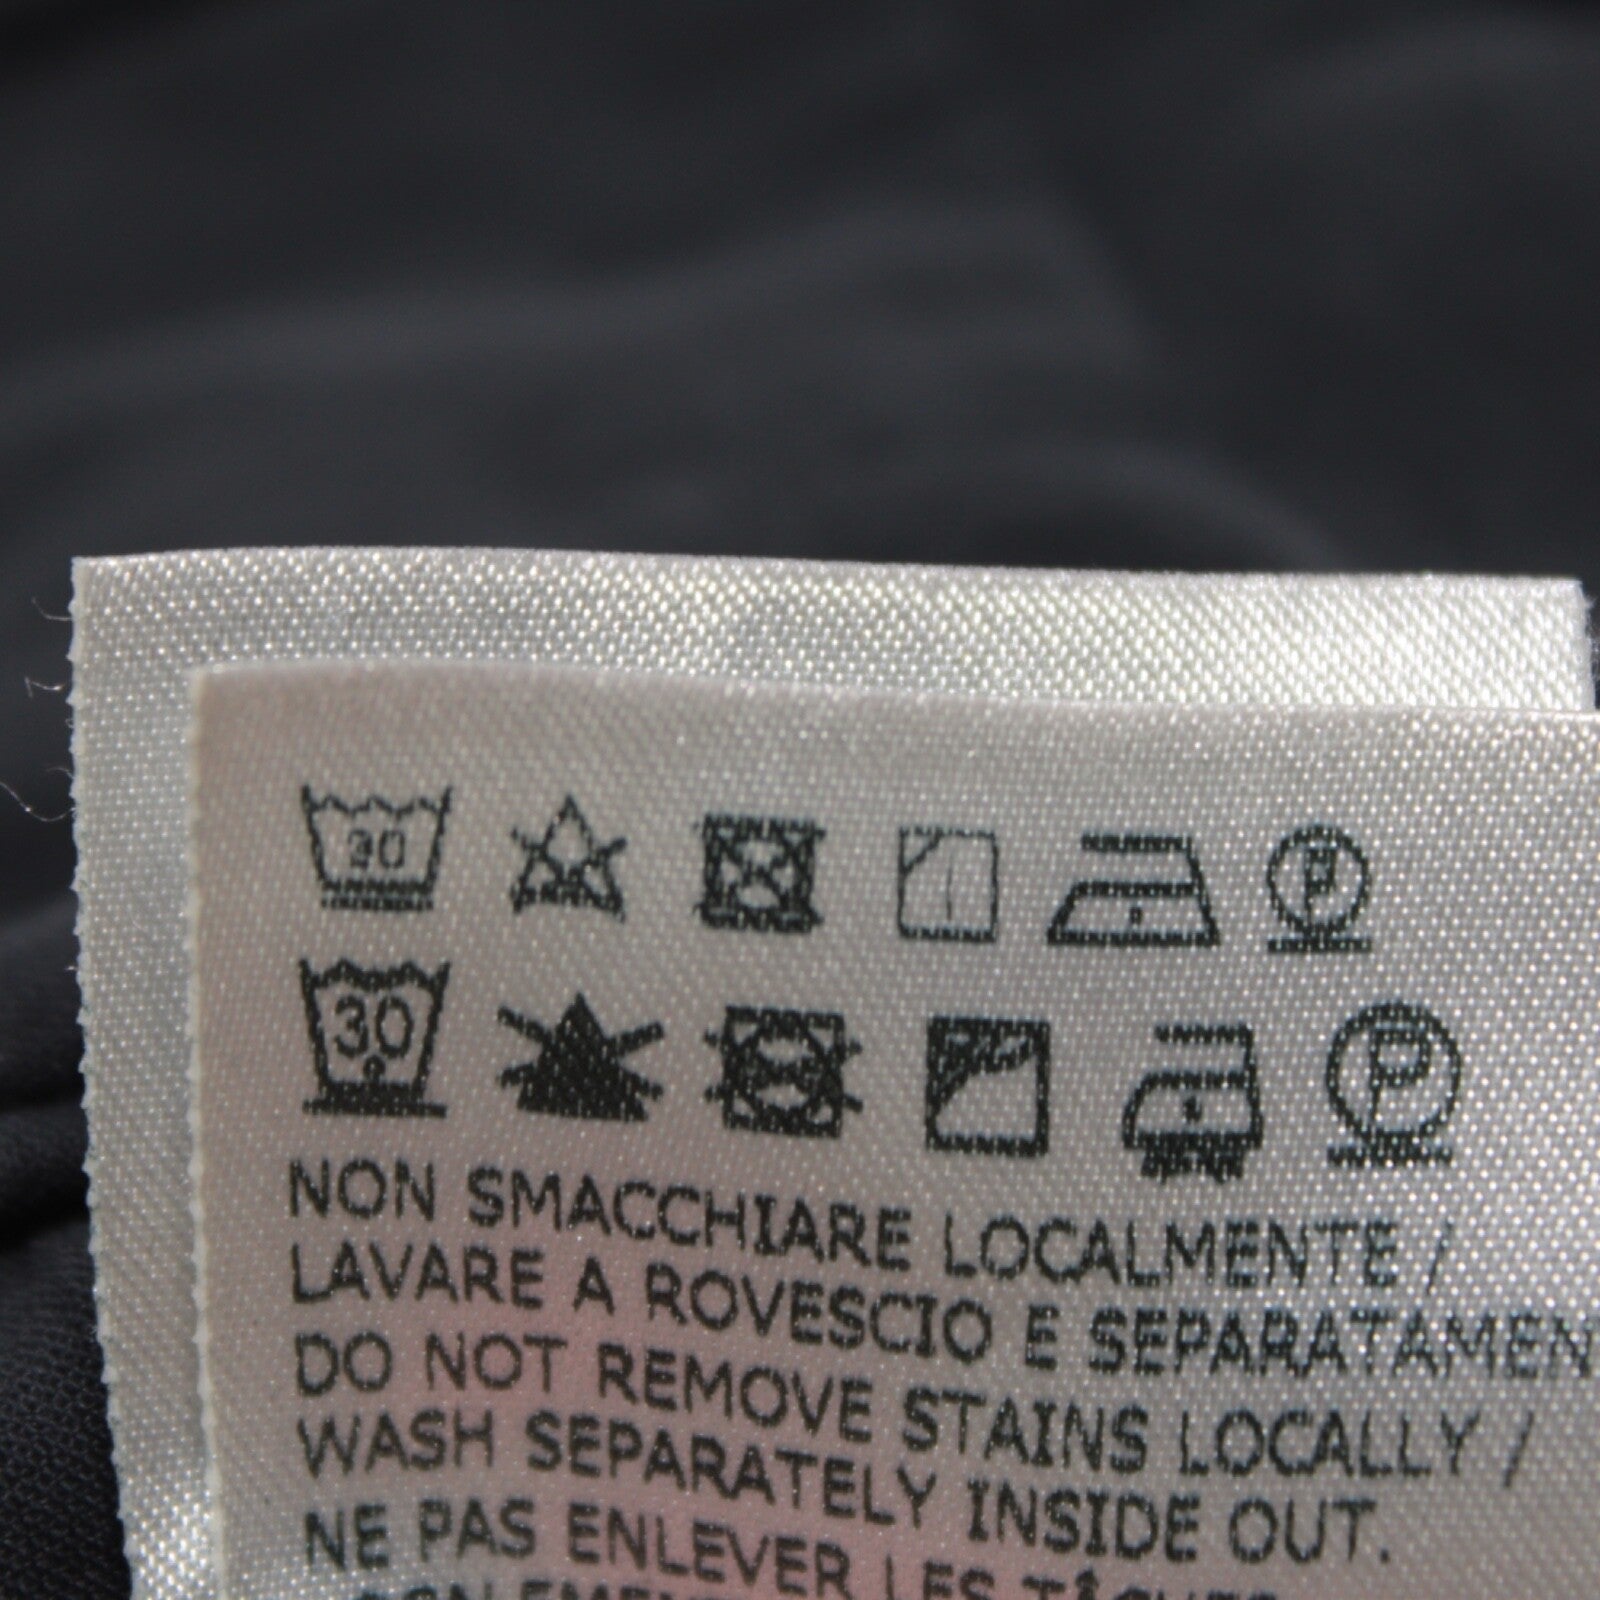 30
P
30
P
NON SMACCHIARE LOCALMENTE /
LAVARE A ROVESCIO E SEPARATAMEN
DO NOT REMOVE STAINS LOCALLY /
WASH SEPARATELY INSIDE OUT.
NE PAS ENLEVER LES TÂCHES